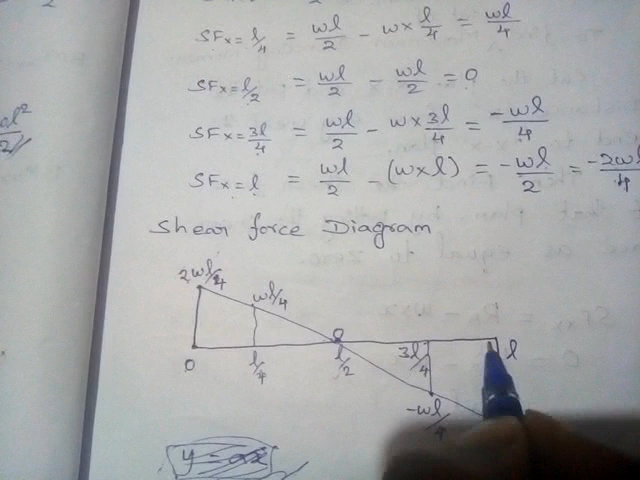 SFx=l/4 = wl/2 - w×l/4 = wl/4
SFx=l/2 = wl/2 - wl/2 = 0
SFx=3l/4 = wl/2 - w×3l/4 = -wl/4
SFx=l = wl/2 - (w×l) = -wl/2 = -2wl/4
Shear force Diagram
2wl/4
wl/4
0
0
l/4
l/2
3l/4
l
-wl/4